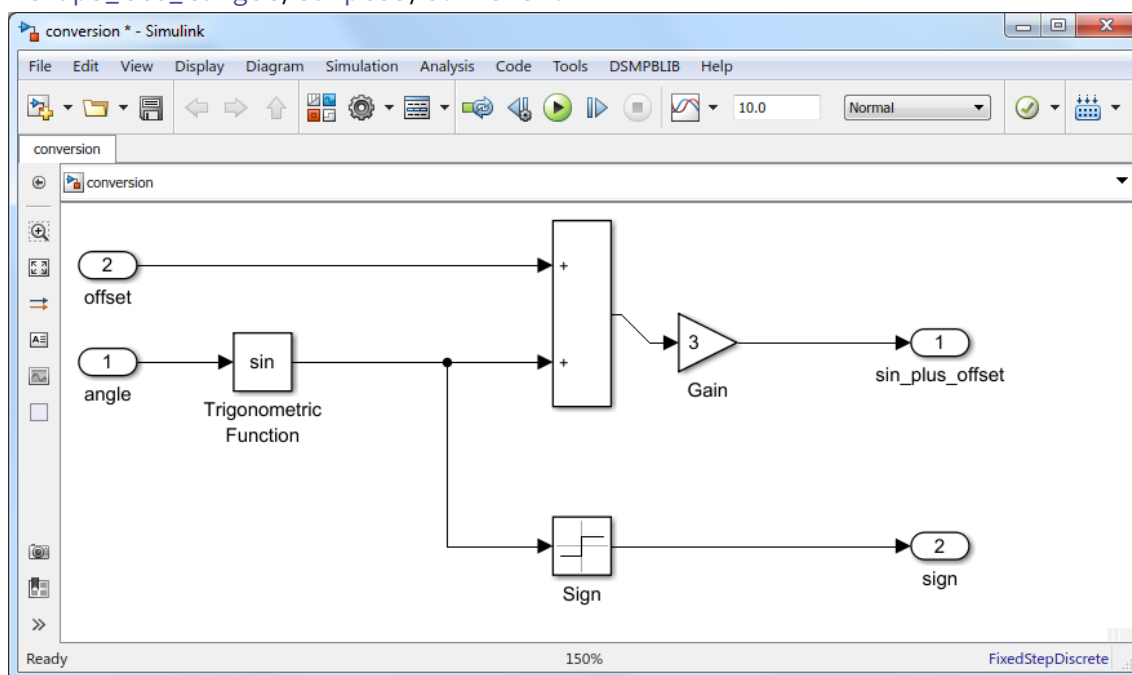 conversion * - Simulink
File Edit View Display Diagram Simulation Analysis Code Tools DSMPBLIB Help
10.0 Normal
conversion
conversion
2
offset
+
1
angle
sin
Trigonometric
Function
+
3
Gain
1
sin_plus_offset
Sign
2
sign
Ready 150% FixedStepDiscrete